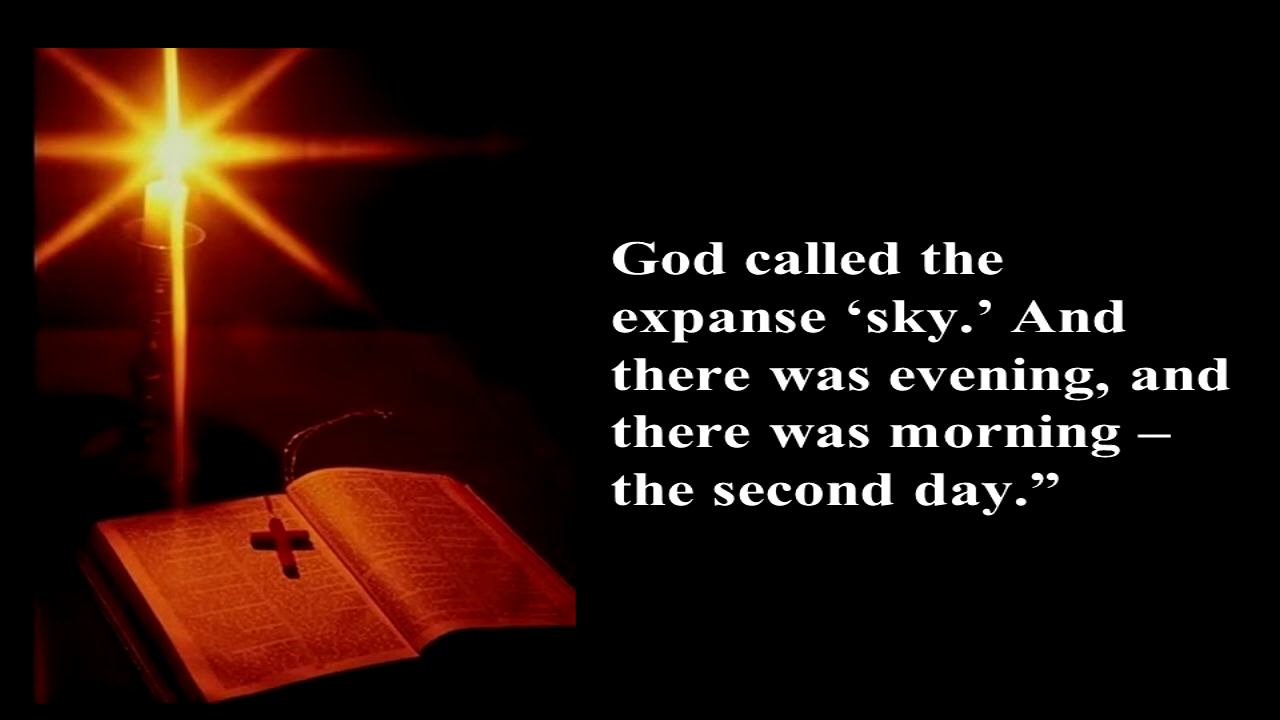 God called the
expanse ‘sky.’ And
there was evening, and
there was morning –
the second day.”